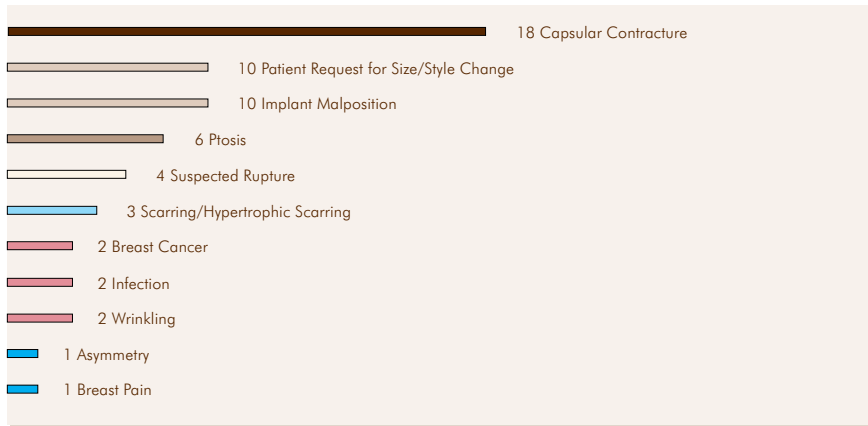 18 Capsular Contracture
10 Patient Request for Size/Style Change
10 Implant Malposition
6 Ptosis
4 Suspected Rupture
3 Scarring/Hypertrophic Scarring
2 Breast Cancer
2 Infection
2 Wrinkling
1 Asymmetry
1 Breast Pain